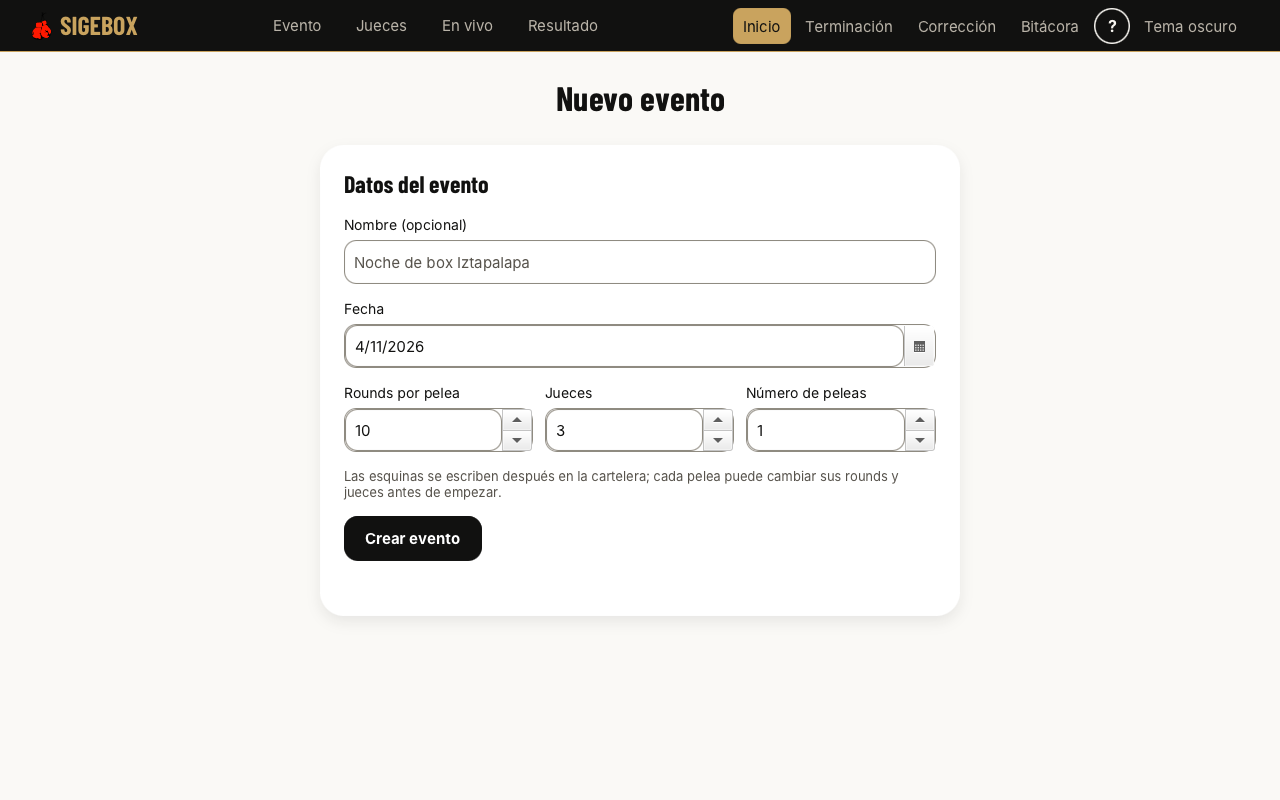 SIGEBOX
Evento
Jueces
En vivo
Resultado
Inicio
Terminación
Corrección
Bitácora
?
Tema oscuro
Nuevo evento
Datos del evento
Nombre (opcional)
Noche de box Iztapalapa
Fecha
4/11/2026
Rounds por pelea
Jueces
Número de peleas
10
3
1
Las esquinas se escriben después en la cartelera; cada pelea puede cambiar sus rounds y
jueces antes de empezar.
Crear evento